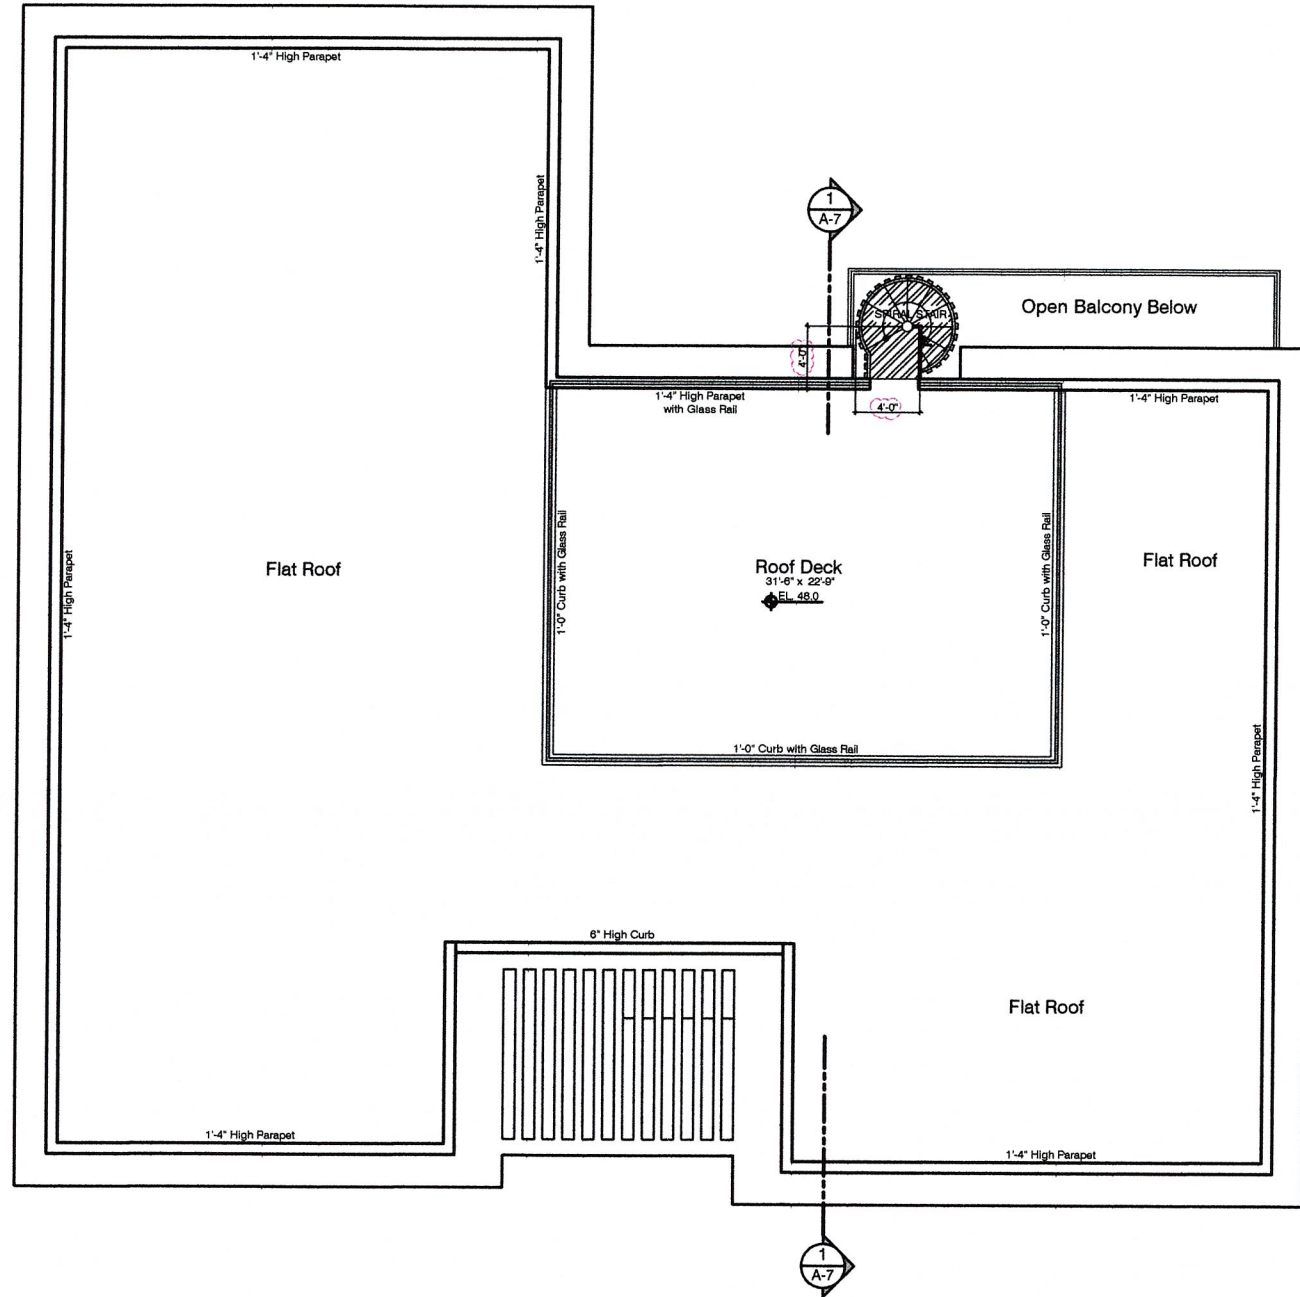 1'-4" High Parapet
1'-4" High Parapet
1
A-7
SPIRAL STAIR
Open Balcony Below
4'-0"
4'-0"
1'-4" High Parapet
with Glass Rail
1'-4" High Parapet
1'-4" High Parapet
Flat Roof
1'-0" Curb with Glass Rail
Roof Deck
31'-6" x 22'-9"
EL. 48.0
1'-0" Curb with Glass Rail
Flat Roof
1'-0" Curb with Glass Rail
1'-4" High Parapet
6" High Curb
Flat Roof
1'-4" High Parapet
1'-4" High Parapet
1
A-7